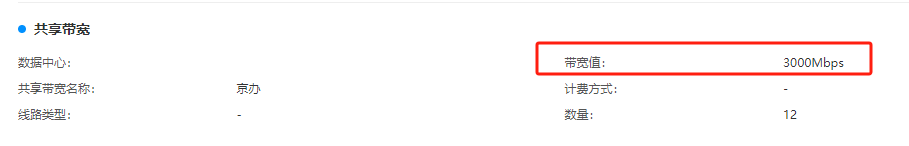 共享带宽
数据中心: 带宽值: 3000Mbps
共享带宽名称: 京办 计费方式: -
线路类型: - 数量: 12